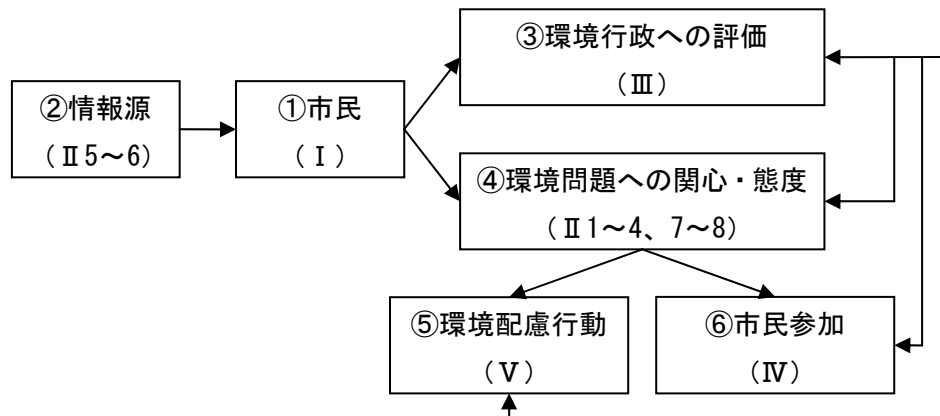 ③環境行政への評価
（Ⅲ）
②情報源
（Ⅱ5～6）
①市民
（Ⅰ）
④環境問題への関心・態度
（Ⅱ1～4、7～8）
⑤環境配慮行動
（Ⅴ）
⑥市民参加
（Ⅳ）